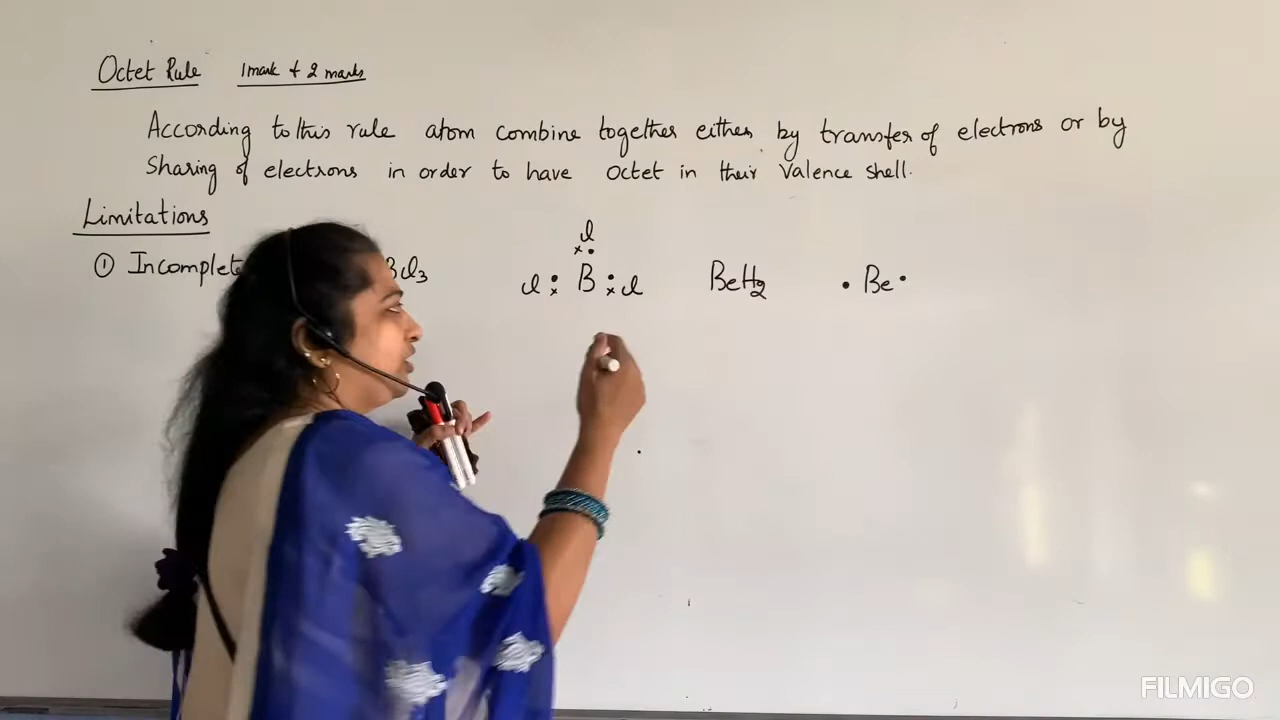 Octet Rule 1mark + 2 marks
According to this rule atom combine together either by transfer of electrons or by
Sharing of electrons in order to have Octet in their Valence shell.
Limitations
① Incomplete BCl3
Cl
Cl B Cl BeH2 • Be •
FILMIGO